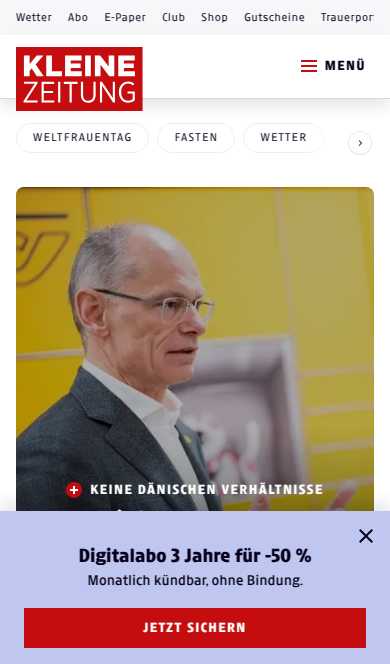 Wetter Abo E-Paper Club Shop Gutscheine
KLEINE
ZEITUNG
MENÜ
WELTFRAUENTAG FASTEN WETTER
KEINE DÄNISCHEN VERHÄLTNISSE
Digitalabo 3 Jahre für -50 %
Monatlich kündbar, ohne Bindung.
JETZT SICHERN